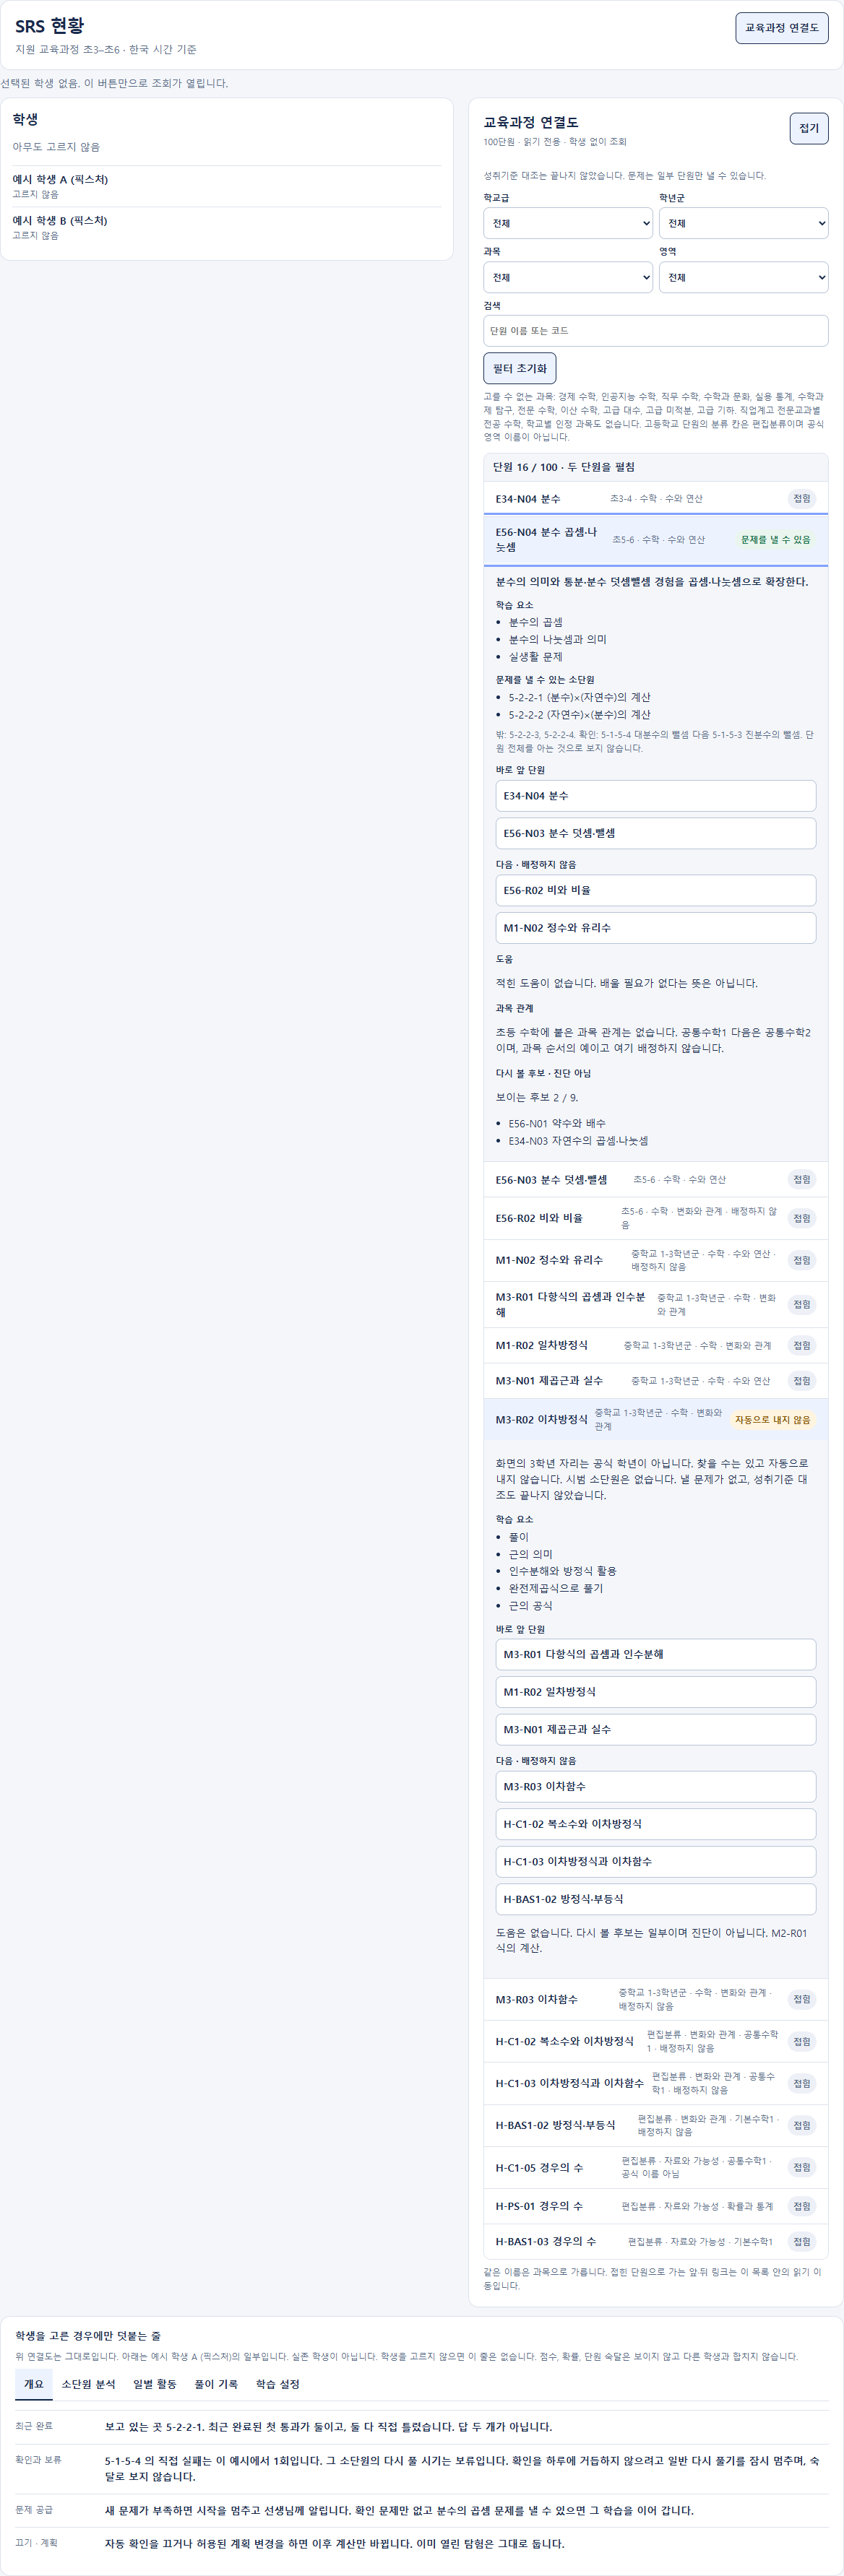 SRS 현황
지원 교육과정 초3–초6 · 한국 시간 기준
교육과정 연결도
선택된 학생 없음. 이 버튼만으로 조회가 열립니다.
학생
아무도 고르지 않음
예시 학생 A (픽스처)
고르지 않음
예시 학생 B (픽스처)
고르지 않음
교육과정 연결도
100단원 · 읽기 전용 · 학생 없이 조회
접기
성취기준 대조는 끝나지 않았습니다. 문제는 일부 단원만 낼 수 있습니다.
학교급
학년군
전체
전체
과목
영역
전체
전체
검색
단원 이름 또는 코드
필터 초기화
고를 수 없는 과목: 경제 수학, 인공지능 수학, 직무 수학, 수학과 문화, 실용 통계, 수학과
제 탐구, 전문 수학, 이산 수학, 고급 대수, 고급 미적분, 고급 기하. 직업계고 전문교과별
전공 수학, 학교별 인정 과목도 없습니다. 고등학교 단원의 분류 칸은 편집분류이며 공식
영역 이름이 아닙니다.
단원 16 / 100 · 두 단원을 펼침
E34-N04 분수
초3-4 · 수학 · 수와 연산
접힘
E56-N04 분수 곱셈·나
눗셈
초5-6 · 수학 · 수와 연산
문제를 낼 수 있음
분수의 의미와 통분·분수 덧셈뺄셈 경험을 곱셈·나눗셈으로 확장한다.
학습 요소
• 분수의 곱셈
• 분수의 나눗셈과 의미
• 실생활 문제
문제를 낼 수 있는 소단원
• 5-2-2-1 (분수)×(자연수)의 계산
• 5-2-2-2 (자연수)×(분수)의 계산
밖: 5-2-2-3, 5-2-2-4. 확인: 5-1-5-4 대분수의 뺄셈 다음 5-1-5-3 진분수의 뺄셈. 단
원 전체를 아는 것으로 보지 않습니다.
바로 앞 단원
E34-N04 분수
E56-N03 분수 덧셈·뺄셈
다음 · 배정하지 않음
E56-R02 비와 비율
M1-N02 정수와 유리수
도움
적힌 도움이 없습니다. 배울 필요가 없다는 뜻은 아닙니다.
과목 관계
초등 수학에 붙은 과목 관계는 없습니다. 공통수학1 다음은 공통수학2
이며, 과목 순서의 예이고 여기 배정하지 않습니다.
다시 볼 후보 · 진단 아님
보이는 후보 2 / 9.
• E56-N01 약수와 배수
• E34-N03 자연수의 곱셈·나눗셈
E56-N03 분수 덧셈·뺄셈
초5-6 · 수학 · 수와 연산
접힘
E56-R02 비와 비율
초5-6 · 수학 · 변화와 관계 · 배정하지 않
음
접힘
M1-N02 정수와 유리수
중학교 1-3학년군 · 수학 · 수와 연산 ·
배정하지 않음
접힘
M3-R01 다항식의 곱셈과 인수분
해
중학교 1-3학년군 · 수학 · 변화
와 관계
접힘
M1-R02 일차방정식
중학교 1-3학년군 · 수학 · 변화와 관계
접힘
M3-N01 제곱근과 실수
중학교 1-3학년군 · 수학 · 수와 연산
접힘
M3-R02 이차방정식
중학교 1-3학년군 · 수학 · 변화와
관계
자동으로 내지 않음
화면의 3학년 자리는 공식 학년이 아닙니다. 찾을 수는 있고 자동으로
내지 않습니다. 시범 소단원은 없습니다. 낼 문제가 없고, 성취기준 대
조도 끝나지 않았습니다.
학습 요소
• 풀이
• 근의 의미
• 인수분해와 방정식 활용
• 완전제곱식으로 풀기
• 근의 공식
바로 앞 단원
M3-R01 다항식의 곱셈과 인수분해
M1-R02 일차방정식
M3-N01 제곱근과 실수
다음 · 배정하지 않음
M3-R03 이차함수
H-C1-02 복소수와 이차방정식
H-C1-03 이차방정식과 이차함수
H-BAS1-02 방정식·부등식
도움은 없습니다. 다시 볼 후보는 일부이며 진단이 아닙니다. M2-R01
식의 계산.
M3-R03 이차함수
중학교 1-3학년군 · 수학 · 변화와 관계 ·
배정하지 않음
접힘
H-C1-02 복소수와 이차방정식
편집분류 · 변화와 관계 · 공통수학
1 · 배정하지 않음
접힘
H-C1-03 이차방정식과 이차함수
편집분류 · 변화와 관계 · 공통수
학1 · 배정하지 않음
접힘
H-BAS1-02 방정식·부등식
편집분류 · 변화와 관계 · 기본수학1 ·
배정하지 않음
접힘
H-C1-05 경우의 수
편집분류 · 자료와 가능성 · 공통수학1 ·
공식 이름 아님
접힘
H-PS-01 경우의 수
편집분류 · 자료와 가능성 · 확률과 통계
접힘
H-BAS1-03 경우의 수
편집분류 · 자료와 가능성 · 기본수학1
접힘
같은 이름은 과목으로 가릅니다. 접힌 단원으로 가는 앞·뒤 링크는 이 목록 안의 읽기 이
동입니다.
학생을 고른 경우에만 덧붙는 줄
위 연결도는 그대로입니다. 아래는 예시 학생 A (픽스처)의 일부입니다. 실존 학생이 아닙니다. 학생을 고르지 않으면 이 줄은 없습니다. 점수, 확률, 단원 숙달은 보이지 않고 다른 학생과 합치지 않습니다.
개요
소단원 분석
일별 활동
풀이 기록
학습 설정
최근 완료
보고 있는 곳 5-2-2-1. 최근 완료된 첫 통과가 둘이고, 둘 다 직접 틀렸습니다. 답 두 개가 아닙니다.
확인과 보류
5-1-5-4 의 직접 실패는 이 예시에서 1회입니다. 그 소단원의 다시 풀 시기는 보류입니다. 확인을 하루에 거듭하지 않으려고 일반 다시 풀기를 잠시 멈추며, 숙
달로 보지 않습니다.
문제 공급
새 문제가 부족하면 시작을 멈추고 선생님께 알립니다. 확인 문제만 없고 분수의 곱셈 문제를 낼 수 있으면 그 학습을 이어 갑니다.
끄기 · 계획
자동 확인을 끄거나 허용된 계획 변경을 하면 이후 계산만 바뀝니다. 이미 열린 탐험은 그대로 둡니다.